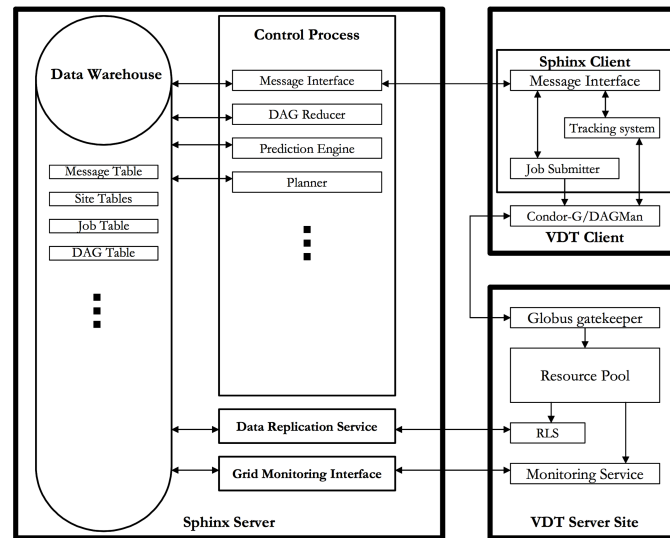 Data Warehouse
Message Table
Site Tables
Job Table
DAG Table
Control Process
Message Interface
DAG Reducer
Prediction Engine
Planner
Data Replication Service
Grid Monitoring Interface
Sphinx Server
Sphinx Client
Message Interface
Tracking system
Job Submitter
Condor-G/DAGMan
VDT Client
Globus gatekeeper
Resource Pool
RLS
Monitoring Service
VDT Server Site